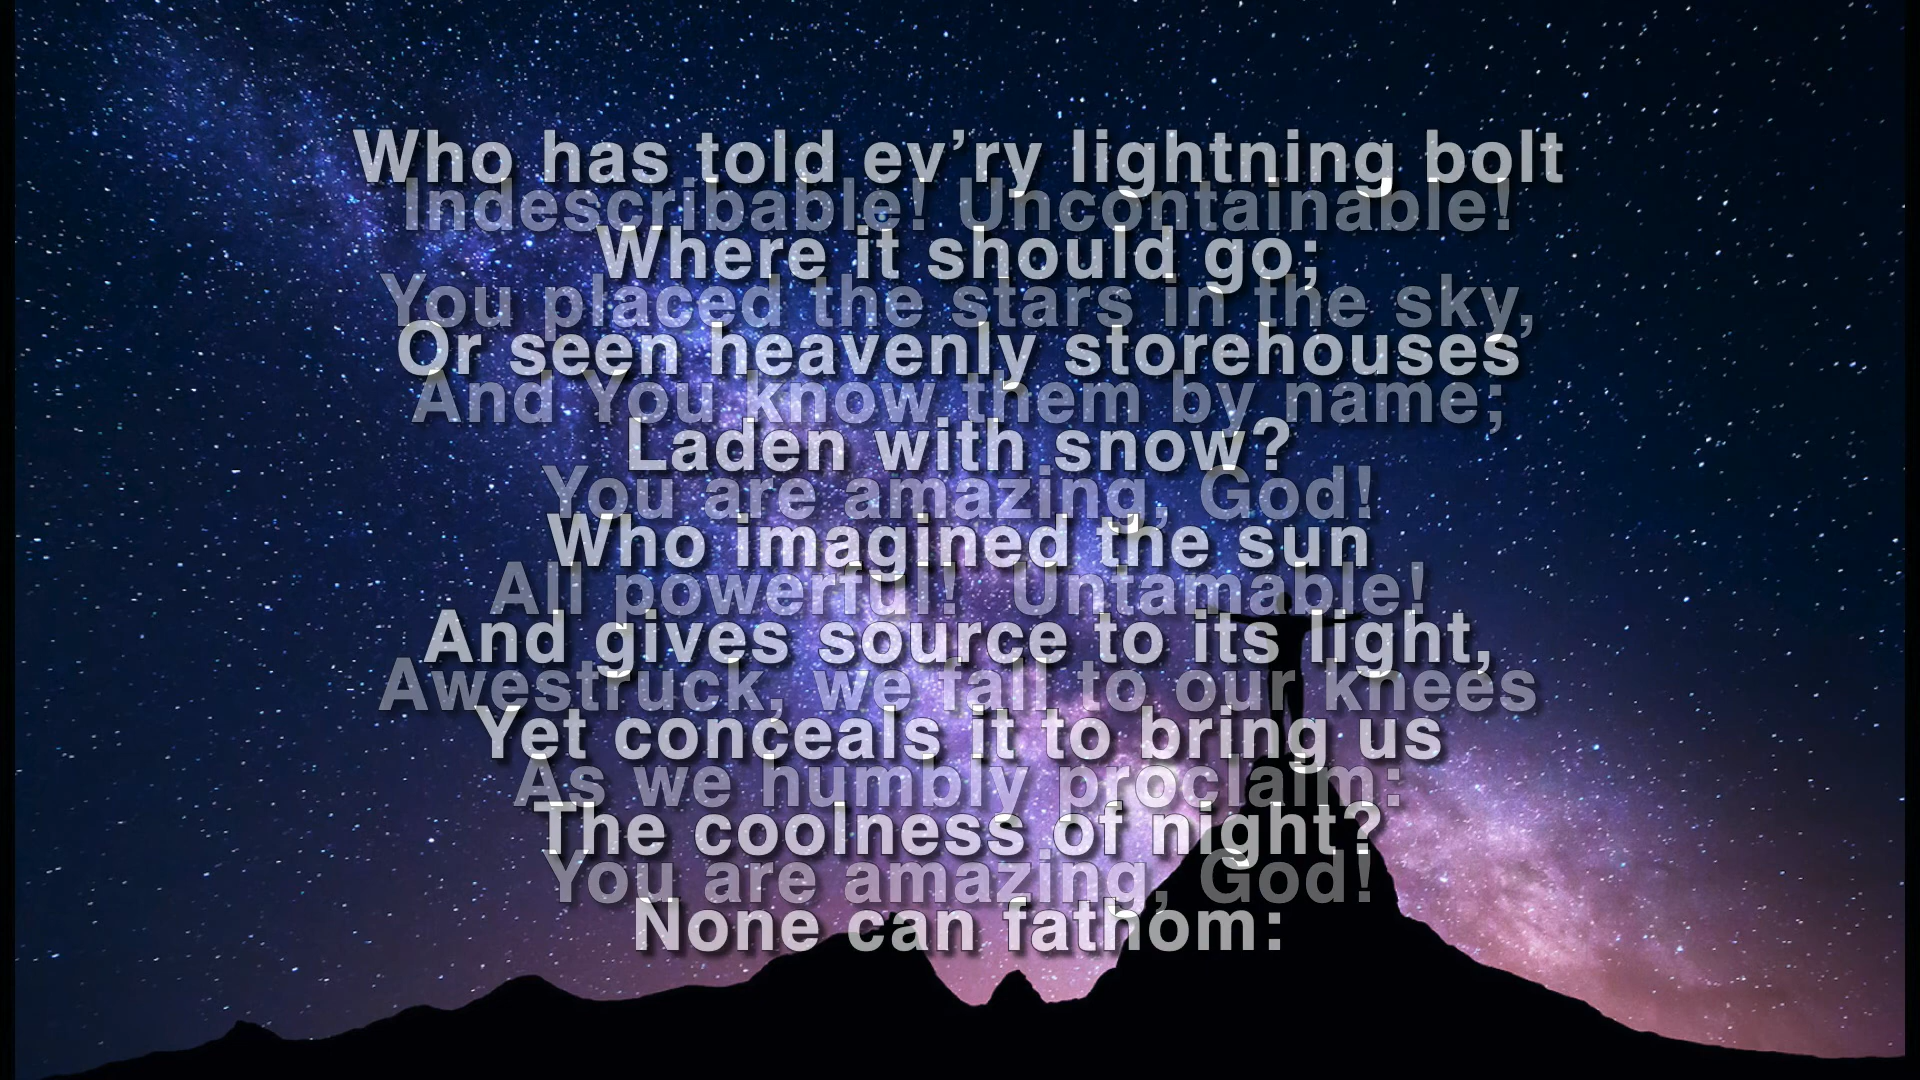 Who has told ev’ry lightning bolt
Indescribable! Uncontainable!
Where it should go;
You placed the stars in the sky,
Or seen heavenly storehouses
And You know them by name;
Laden with snow?
You are amazing, God!
Who imagined the sun
All powerful! Untamable!
And gives source to its light,
Awestruck, we fall to our knees
Yet conceals it to bring us
As we humbly proclaim:
The coolness of night?
You are amazing, God!
None can fathom: